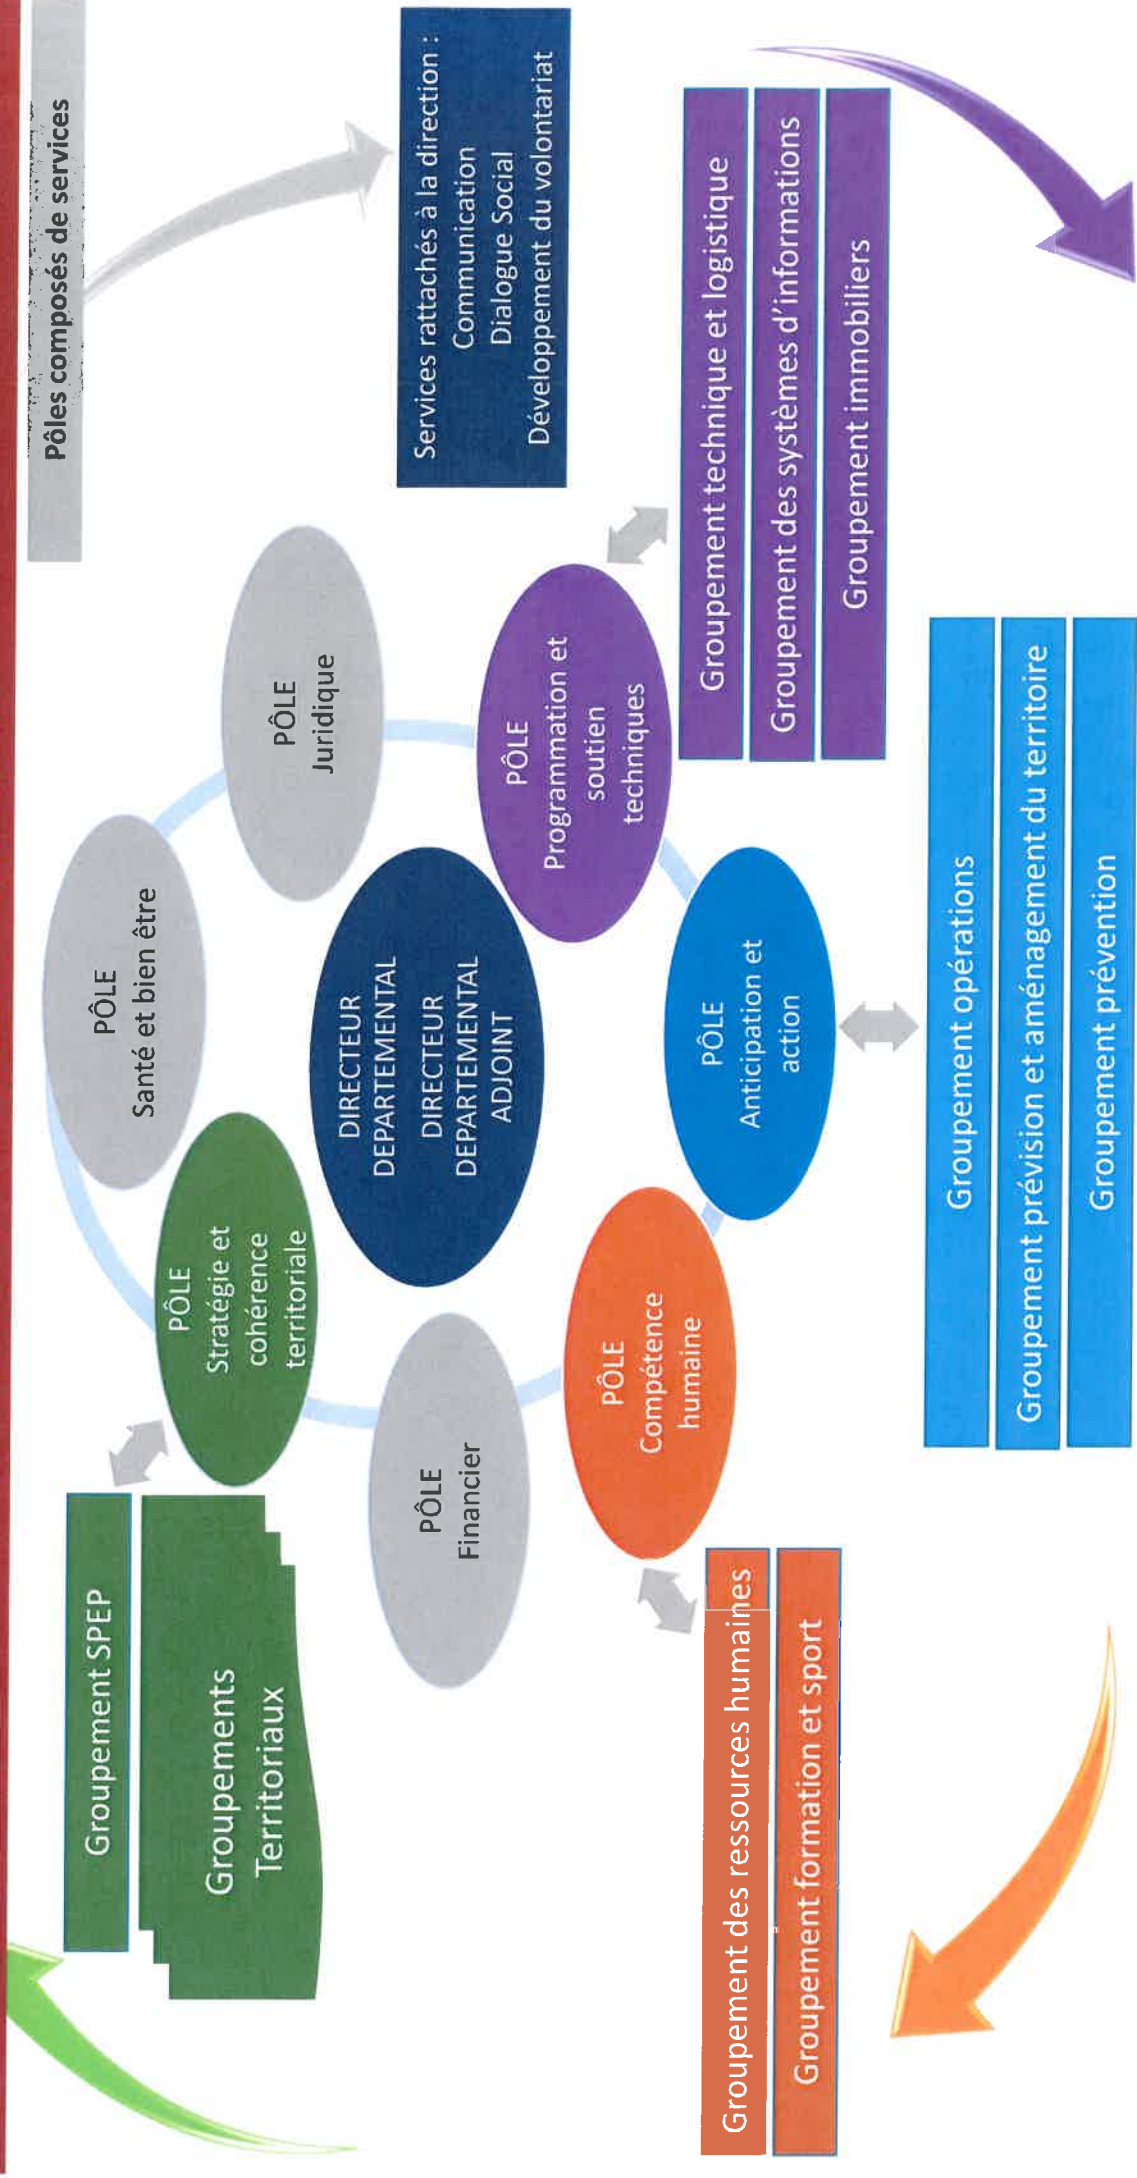 Pôles composés de services
Groupement SPEP
Groupements
Territoriaux
PÔLE
Stratégie et
cohérence
territoriale
PÔLE
Santé et bien être
PÔLE
Juridique
Services rattachés à la direction :
Communication
Dialogue Social
Développement du volontariat
DIRECTEUR
DEPARTEMENTAL
DIRECTEUR
DEPARTEMENTAL
ADJOINT
PÔLE
Financier
PÔLE
Programmation et
soutien
techniques
PÔLE
Compétence
humaine
PÔLE
Anticipation et
action
Groupement technique et logistique
Groupement des systèmes d'informations
Groupement immobiliers
Groupement des ressources humaines
Groupement formation et sport
Groupement opérations
Groupement prévision et aménagement du territoire
Groupement prévention